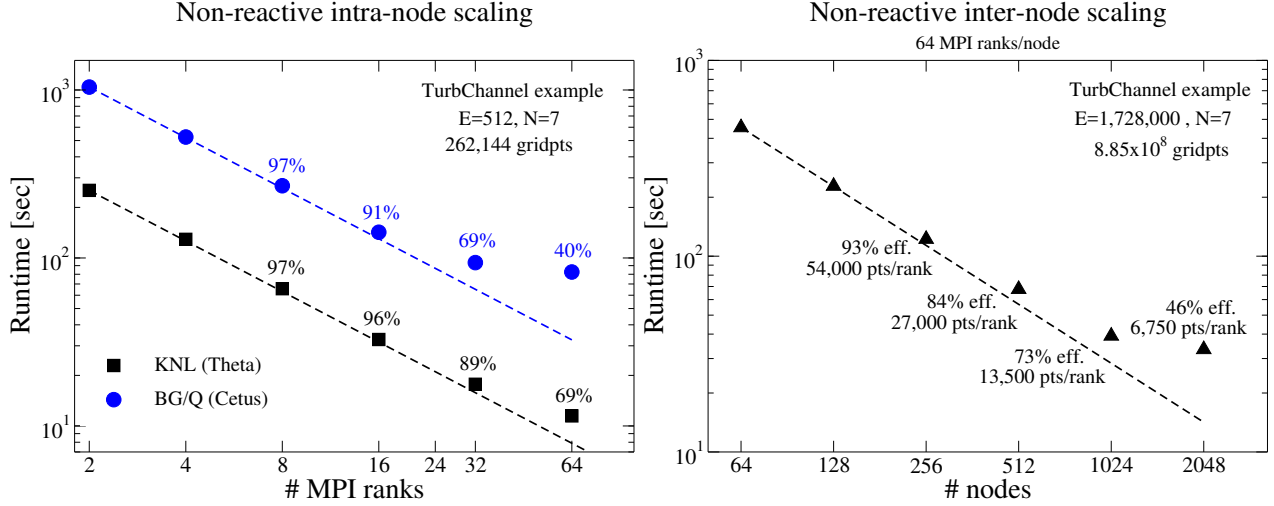 Non-reactive intra-node scaling
TurbChannel example
E=512, N=7
262,144 gridpts
Runtime [sec]
10³
10²
10¹
97%
91%
69%
40%
97%
96%
89%
69%
KNL (Theta)
BG/Q (Cetus)
2 4 8 16 24 32 64
# MPI ranks
Non-reactive inter-node scaling
64 MPI ranks/node
TurbChannel example
E=1,728,000 , N=7
8.85x10⁸ gridpts
Runtime [sec]
10³
10²
10¹
93% eff.
54,000 pts/rank
84% eff.
27,000 pts/rank
73% eff.
13,500 pts/rank
46% eff.
6,750 pts/rank
64 128 256 512 1024 2048
# nodes